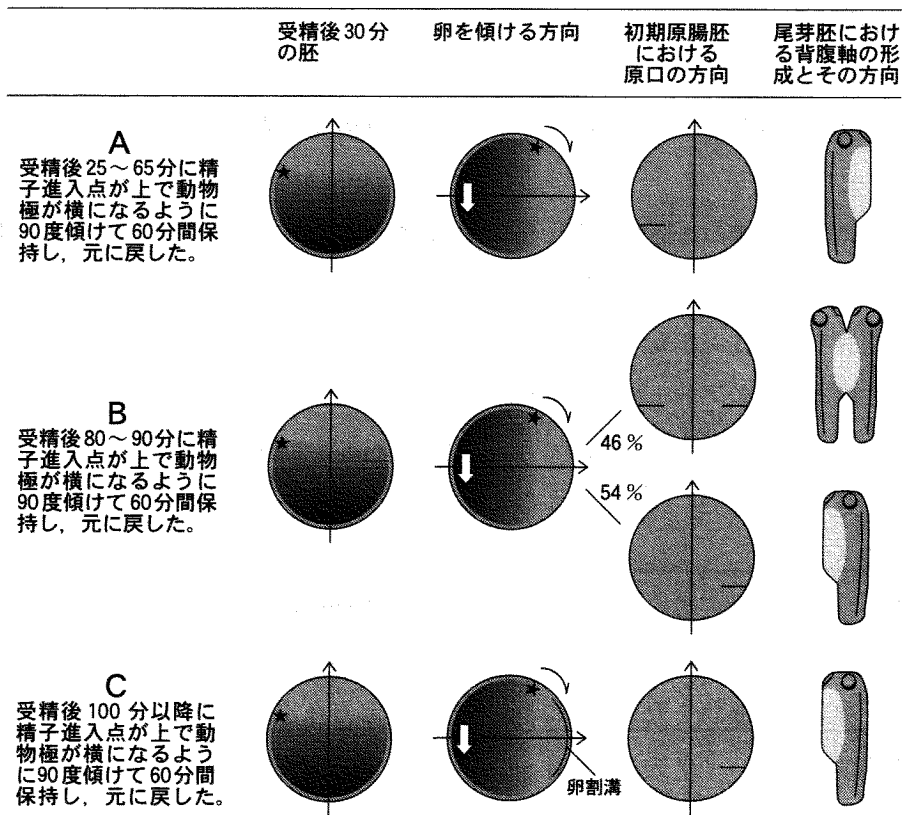 受精後30分
の胚
卵を傾ける方向
初期原腸胚
における
原口の方向
尾芽胚におけ
る背腹軸の形
成とその方向
A
受精後25～65分に精
子進入点が上で動物
極が横になるように
90度傾けて60分間保
持し，元に戻した。
B
受精後80～90分に精
子進入点が上で動物
極が横になるように
90度傾けて60分間保
持し，元に戻した。
46％
54％
C
受精後100 分以降に
精子進入点が上で動
物極が横になるよう
に90度傾けて60分間
保持し，元に戻した。
卵割溝